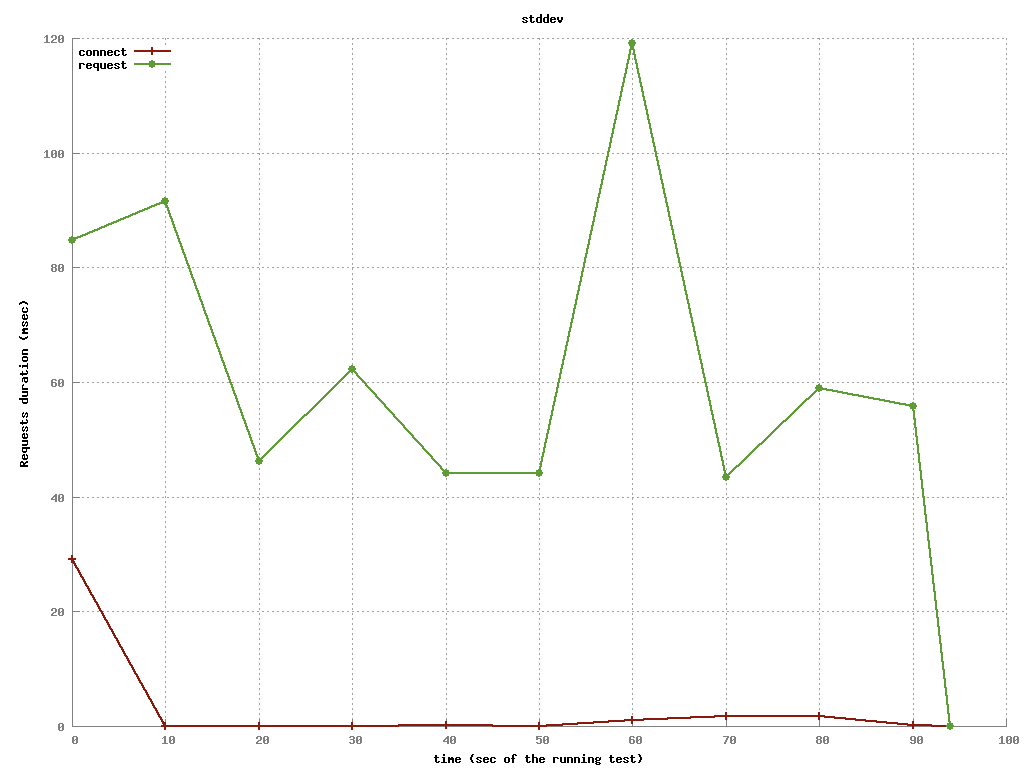 stddev
connect
request
120
100
80
60
40
20
0
Requests duration (msec)
0 10 20 30 40 50 60 70 80 90 100
time (sec of the running test)